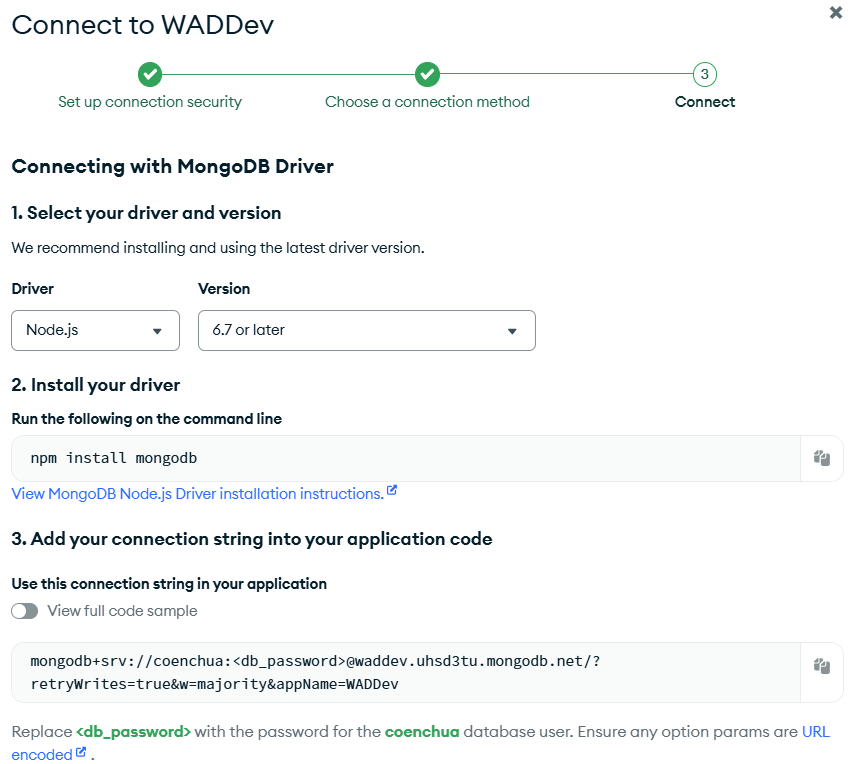 Connect to WADDev
3
Set up connection security
Choose a connection method
Connect
Connecting with MongoDB Driver
1. Select your driver and version
We recommend installing and using the latest driver version.
Driver
Version
Node.js
6.7 or later
2. Install your driver
Run the following on the command line
npm install mongodb
View MongoDB Node.js Driver installation instructions.
3. Add your connection string into your application code
Use this connection string in your application
View full code sample
mongodb+srv://coenchua:<db_password>@waddev.uhsd3tu.mongodb.net/?
retryWrites=true&w=majority&appName=WADDev
Replace <db_password> with the password for the coenchua database user. Ensure any option params are URL
encoded .